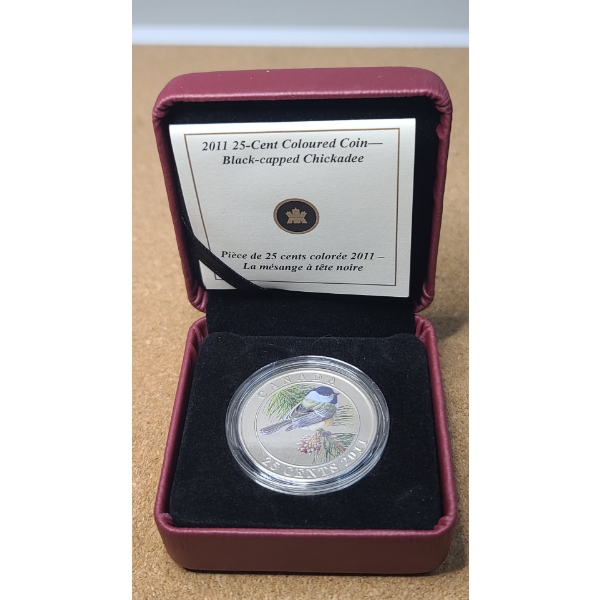 2011 25-Cent Coloured Coin—
Black-capped Chickadee
Pièce de 25 cents colorée 2011 –
La mésange à tête noire
CANADA
25 CENTS 2011